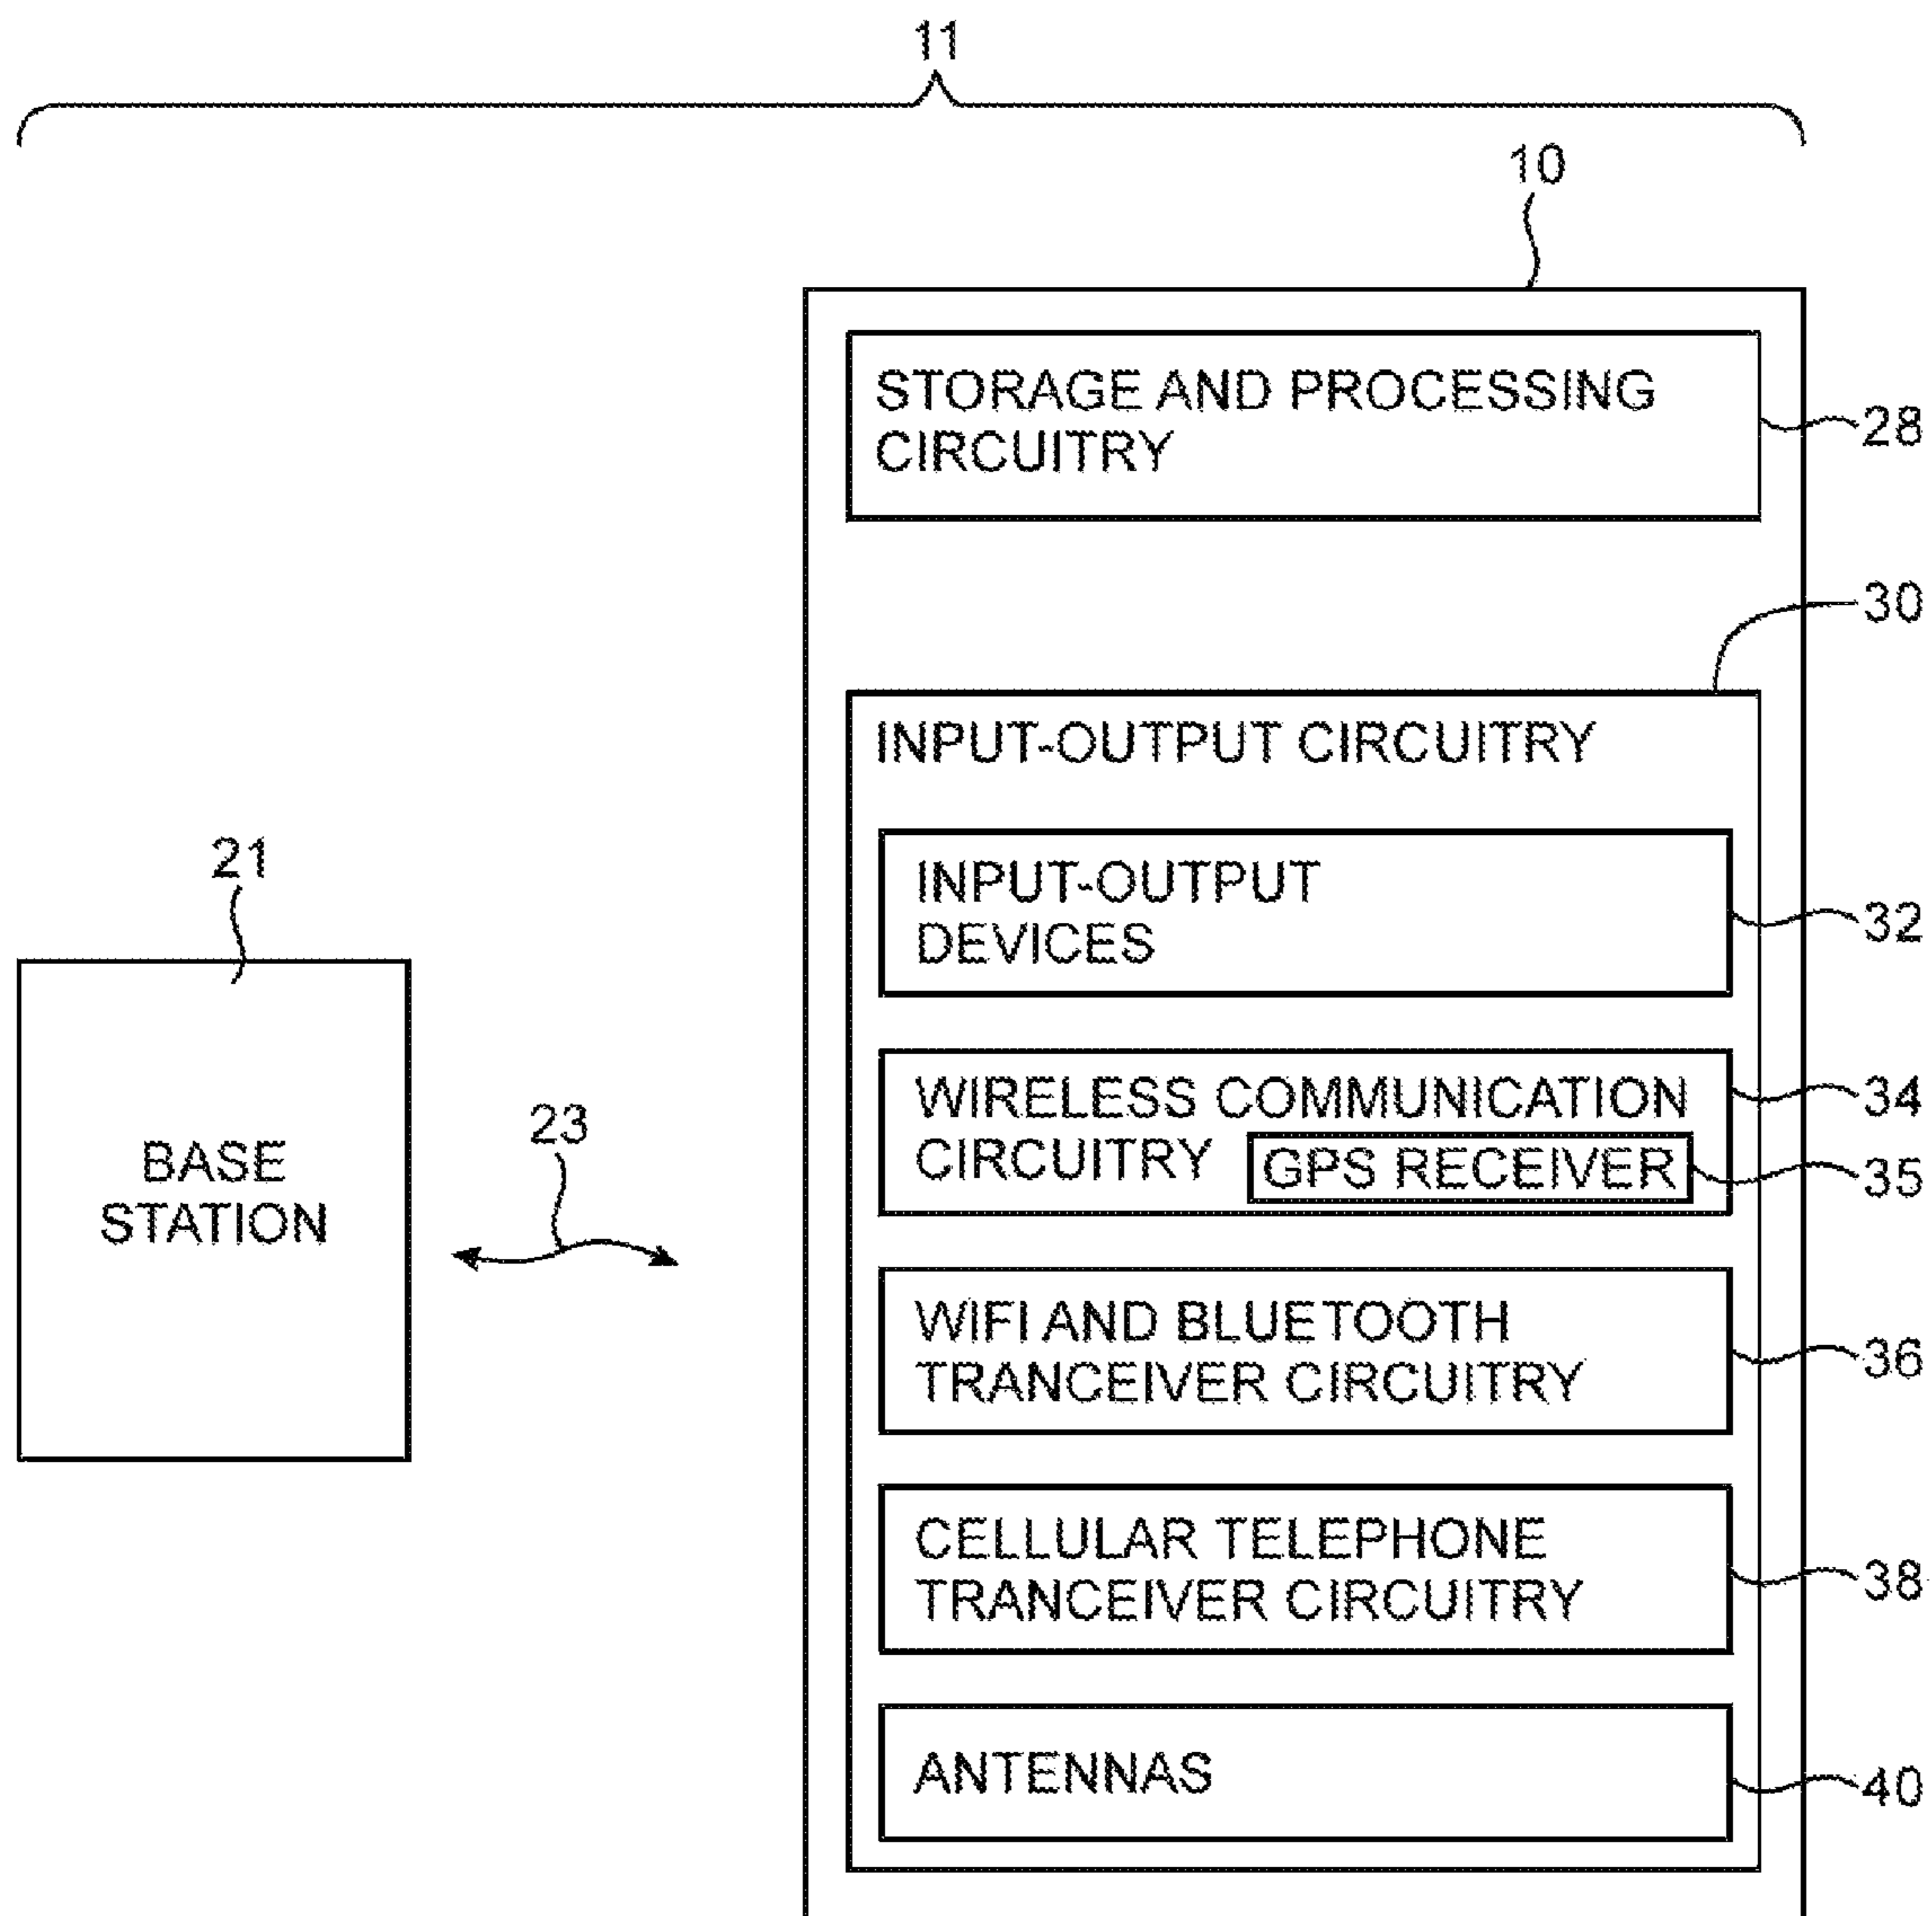 11
10
STORAGE AND PROCESSING
CIRCUITRY
28
30
INPUT-OUTPUT CIRCUITRY
INPUT-OUTPUT
DEVICES
32
21
BASE
STATION
23
WIRELESS COMMUNICATION
CIRCUITRY
34
GPS RECEIVER
35
WIFI AND BLUETOOTH
TRANCEIVER CIRCUITRY
36
CELLULAR TELEPHONE
TRANCEIVER CIRCUITRY
38
ANTENNAS
40